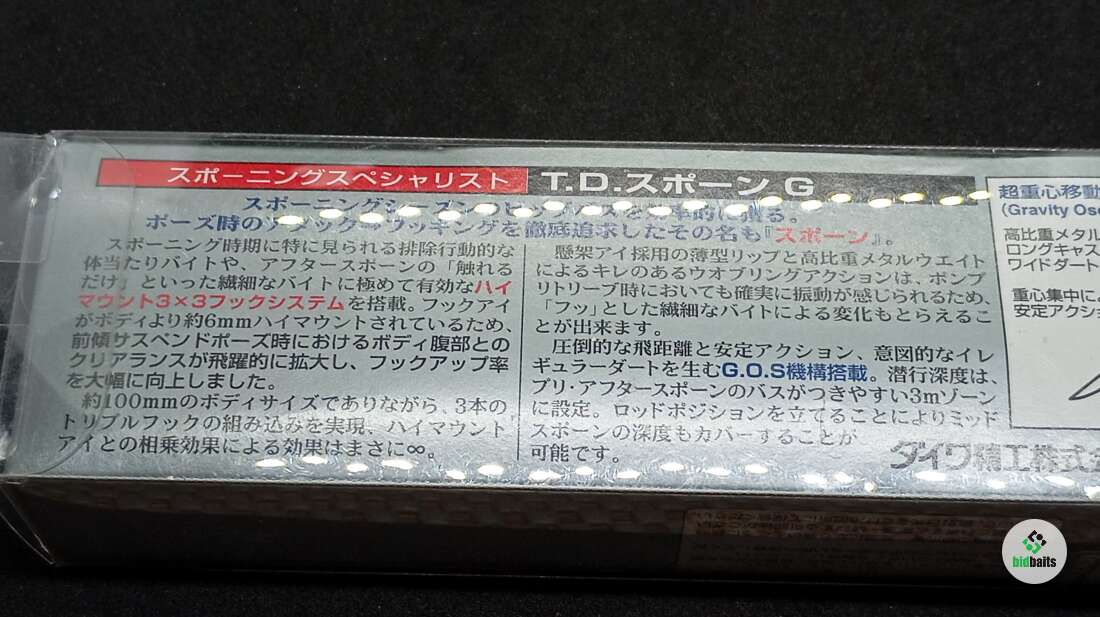 スポーニングスペシャリスト T.D.スポーン G
スポーニングシーズンの
ポーズ時のアタック→フッキングを徹底追求したその名も『スポーン』。
スポーニング時期に特に見られる排除行動的な
体当たりバイトや、アフタースポーンの「触れる
だけ」といった繊細なバイトに極めて有効なハイ
マウント3×3フックシステムを搭載。フックアイ
がボディより約6mmハイマウントされているため、
前傾サスペンドポーズ時におけるボディ腹部との
クリアランスが飛躍的に拡大し、フックアップ率
を大幅に向上しました。
約100mmのボディサイズでありながら、3本の
トリプルフックの組み込みを実現、ハイマウント
アイとの相乗効果による効果はまさに∞。
懸架アイ採用の薄型リップと高比重メタルウエイト
によるキレのあるウオブリングアクションは、ポンプ
リトリーブ時においても確実に振動が感じられるため、
「フッ」とした繊細なバイトによる変化もとらえるこ
とが出来ます。
圧倒的な飛距離と安定アクション、意図的なイレ
ギュラーダートを生むG.O.S機構搭載。潜行深度は、
プリ・アフタースポーンのバスがつきやすい3mゾーン
に設定。ロッドポジションを立てることによりミッド
スポーンの深度もカバーすることが
可能です。
ダイワ精工株式
超重心移動
(Gravity Os
高比重メタル
ロングキャス
ワイドダート
重心集中に
安定アクショ
bidbaits